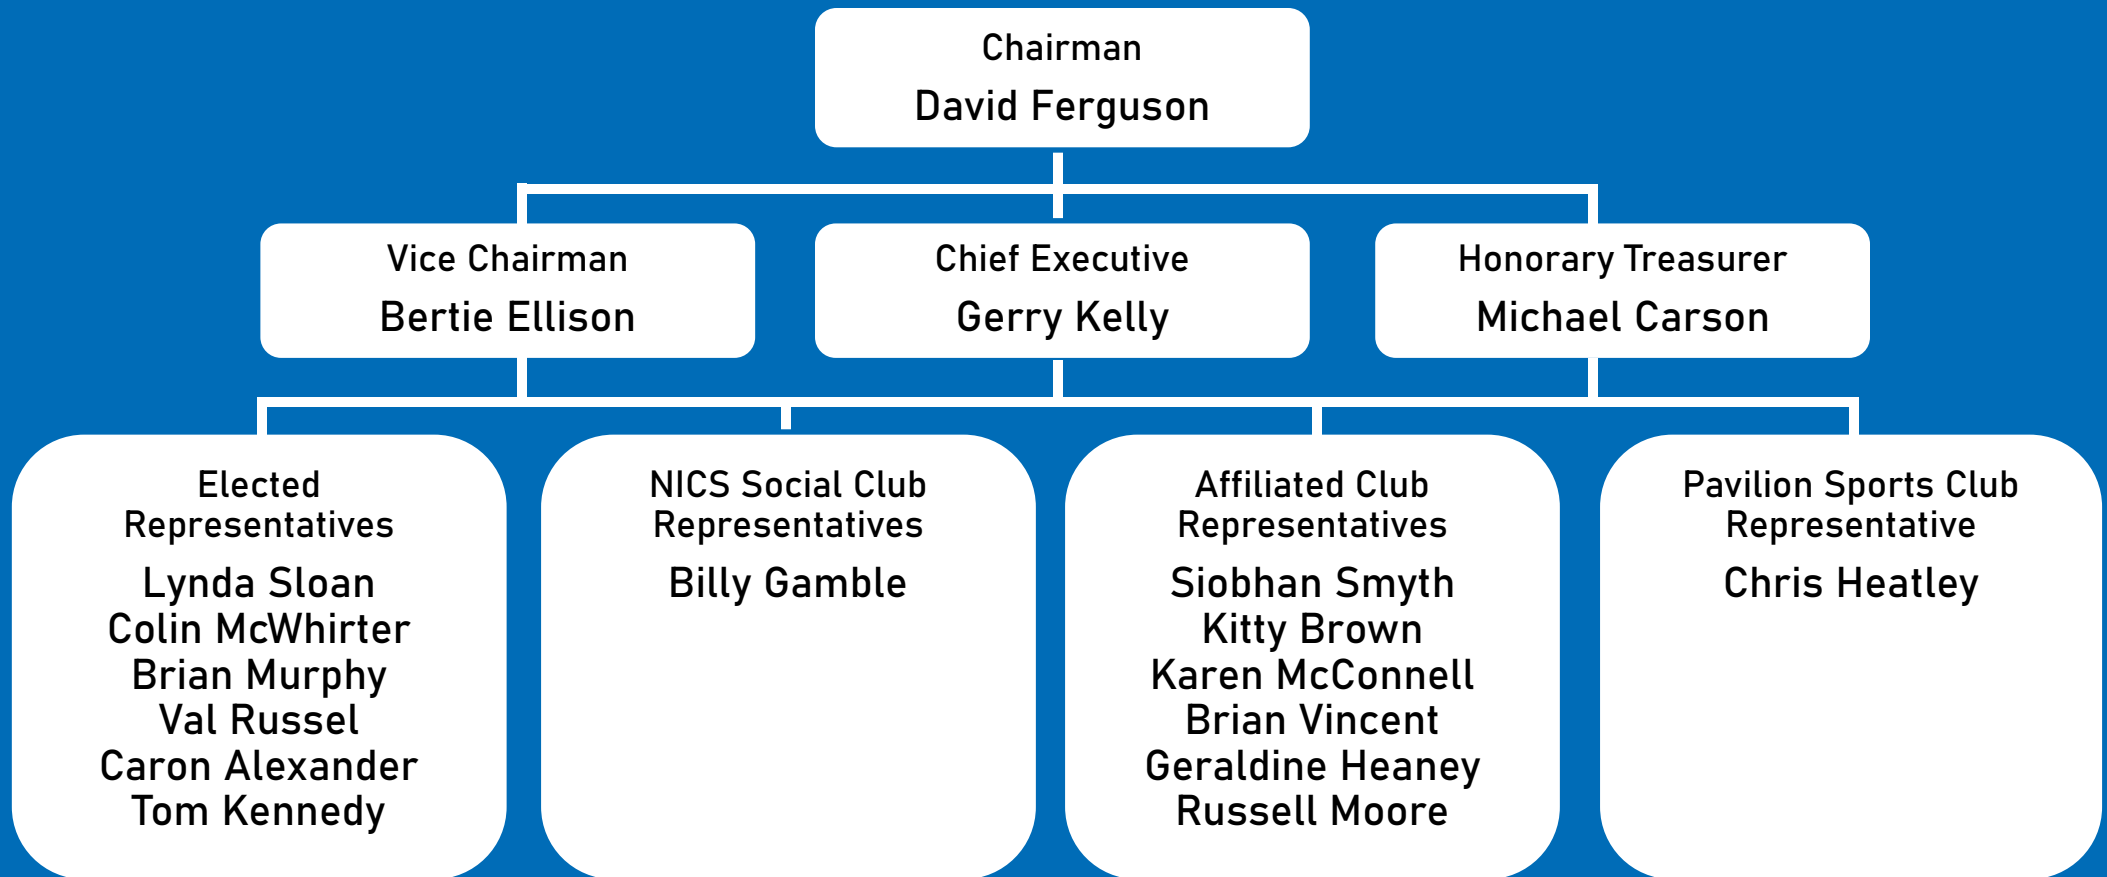 Chairman
David Ferguson
Vice Chairman
Bertie Ellison
Chief Executive
Gerry Kelly
Honorary Treasurer
Michael Carson
Elected
Representatives
Lynda Sloan
Colin McWhirter
Brian Murphy
Val Russel
Caron Alexander
Tom Kennedy
NICS Social Club
Representatives
Billy Gamble
Affiliated Club
Representatives
Siobhan Smyth
Kitty Brown
Karen McConnell
Brian Vincent
Geraldine Heaney
Russell Moore
Pavilion Sports Club
Representative
Chris Heatley